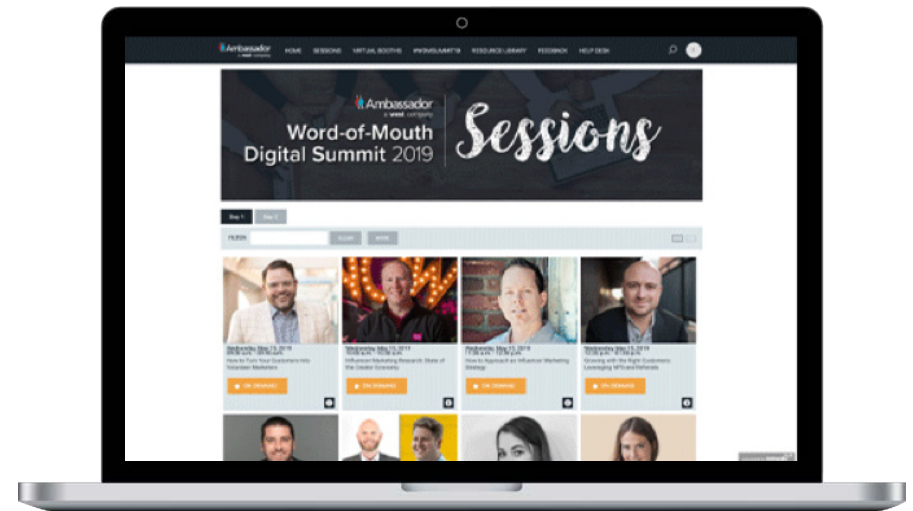 Ambassador
a west company
HOME SESSIONS VIRTUAL BOOTHS #WOMSUMMIT19 RESOURCE LIBRARY FEEDBACK HELP DESK
Ambassador
a west company
Word-of-Mouth
Digital Summit 2019
Sessions
Day 1 Day 2
FILTER:
Wednesday May 15, 2019
How to Turn Your Customers Into
Volunteer Marketers
ON DEMAND
Wednesday May 15, 2019
Influencer Marketing Research: State of
the Creator Economy
ON DEMAND
Wednesday May 15, 2019
How to Approach an Influencer Marketing
Strategy
ON DEMAND
Wednesday May 15, 2019
Growing with the Right Customers:
Leveraging NPS and Referrals
ON DEMAND